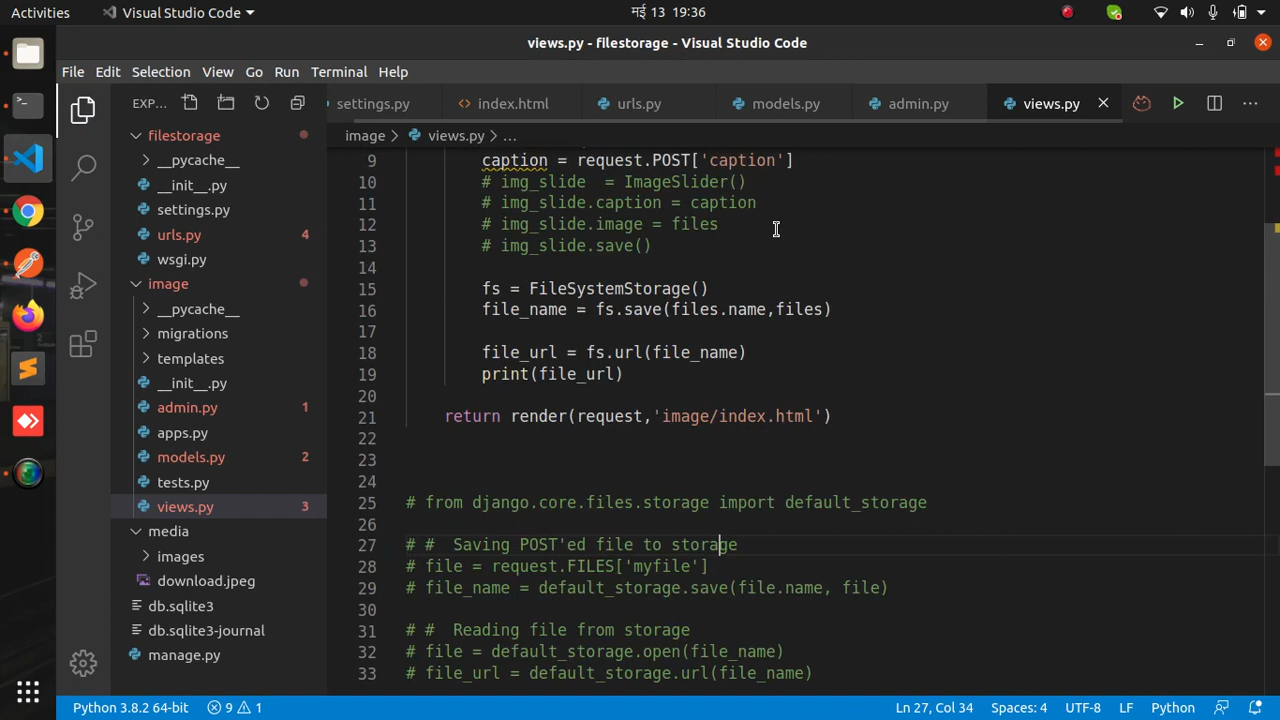 Activities
Visual Studio Code
मई 13 19:36
views.py - filestorage - Visual Studio Code
File Edit Selection View Go Run Terminal Help
EXP...
settings.py
index.html
urls.py
models.py
admin.py
views.py
image > views.py > ...
filestorage
__pycache__
__init__.py
settings.py
urls.py 4
wsgi.py
image
__pycache__
migrations
templates
__init__.py
admin.py 1
apps.py
models.py 2
tests.py
views.py 3
media
images
download.jpeg
db.sqlite3
db.sqlite3-journal
manage.py
9 caption = request.POST['caption']
10 # img_slide  = ImageSlider()
11 # img_slide.caption = caption
12 # img_slide.image = files
13 # img_slide.save()
14
15 fs = FileSystemStorage()
16 file_name = fs.save(files.name,files)
17
18 file_url = fs.url(file_name)
19 print(file_url)
20
21 return render(request,'image/index.html')
22
23
24
25 # from django.core.files.storage import default_storage
26
27 # #  Saving POST'ed file to storage
28 # file = request.FILES['myfile']
29 # file_name = default_storage.save(file.name, file)
30
31 # #  Reading file from storage
32 # file = default_storage.open(file_name)
33 # file_url = default_storage.url(file_name)
Python 3.8.2 64-bit
9 1
Ln 27, Col 34
Spaces: 4
UTF-8
LF
Python